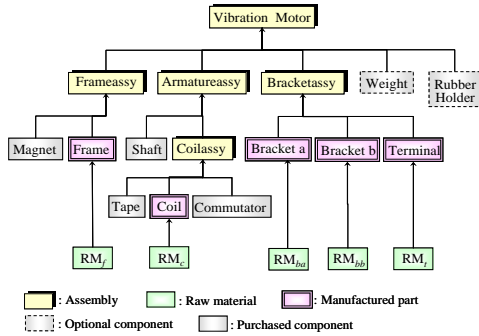 Vibration Motor
Frameassy
Armatureassy
Bracketassy
Weight
Rubber
Holder
Magnet
Frame
Shaft
Coilassy
Bracket a
Bracket b
Terminal
Tape
Coil
Commutator
RMf
RMc
RMba
RMbb
RMt
: Assembly
: Raw material
: Manufactured part
: Optional component
: Purchased component